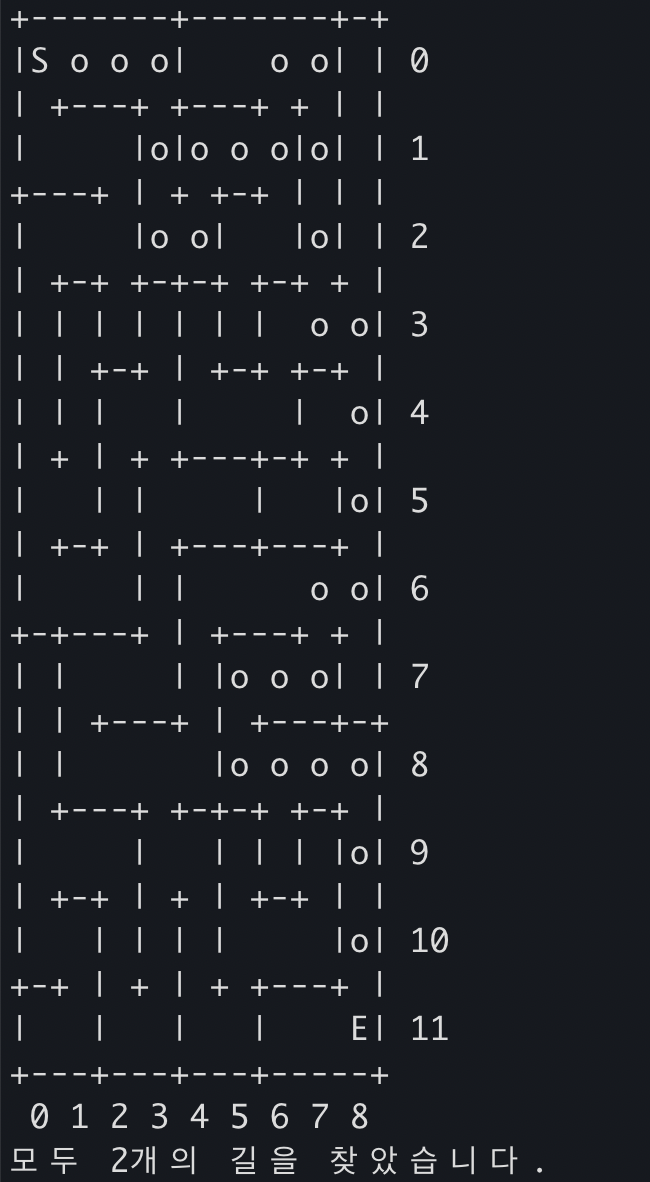 +-------+-------+-+
|S o o o|    o o| | 0
| +---+ +---+ + | |
|     |o|o o o|o| | 1
+---+ | + +-+ | | |
|     |o o|   |o| | 2
| +-+ +-+-+ +-+ + |
| | | | | | |  o o| 3
| | +-+ | +-+ +-+ |
| | |   |     |  o| 4
| + | + +---+-+ + |
|   | |     |   |o| 5
| +-+ | +---+---+ |
|     | |      o o| 6
+-+---+ | +---+ + |
| |     | |o o o| | 7
| | +---+ | +---+-+
| |       |o o o o| 8
| +---+ +-+-+ +-+ |
|     |   | | | |o| 9
| +-+ | + | +-+ | |
|   | | | |     |o| 10
+-+ | + | + +---+ |
|   |   |   |    E| 11
+---+---+---+-----+
 0 1 2 3 4 5 6 7 8
모두 2개의 길을 찾았습니다.